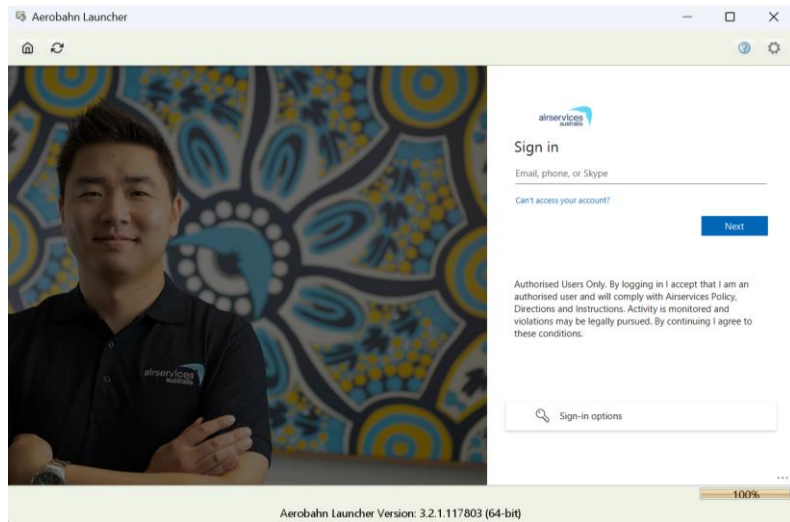 Aerobahn Launcher
airservices
australia
Sign in
Email, phone, or Skype
Can't access your account?
Next
Authorised Users Only. By logging in I accept that I am an
authorised user and will comply with Airservices Policy,
Directions and Instructions. Activity is monitored and
violations may be legally pursued. By continuing I agree to
these conditions.
airservices
australia
Sign-in options
100%
Aerobahn Launcher Version: 3.2.1.117803 (64-bit)